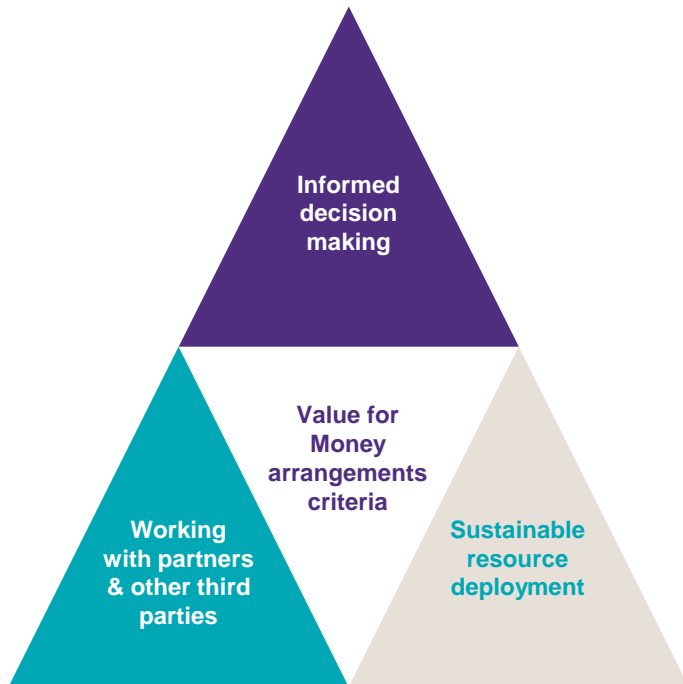 Informed
decision
making
Value for
Money
arrangements
criteria
Working
with partners
& other third
parties
Sustainable
resource
deployment